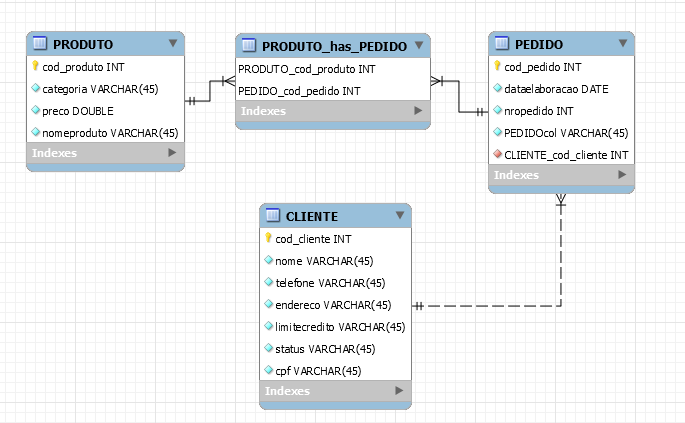 PRODUTO
cod_produto INT
categoria VARCHAR(45)
preco DOUBLE
nomeproduto VARCHAR(45)
Indexes
PRODUTO_has_PEDIDO
PRODUTO_cod_produto INT
PEDIDO_cod_pedido INT
Indexes
PEDIDO
cod_pedido INT
dataelaboracao DATE
nropedido INT
PEDIDOcol VARCHAR(45)
CLIENTE_cod_cliente INT
Indexes
CLIENTE
cod_cliente INT
nome VARCHAR(45)
telefone VARCHAR(45)
endereco VARCHAR(45)
limitecredito VARCHAR(45)
status VARCHAR(45)
cpf VARCHAR(45)
Indexes